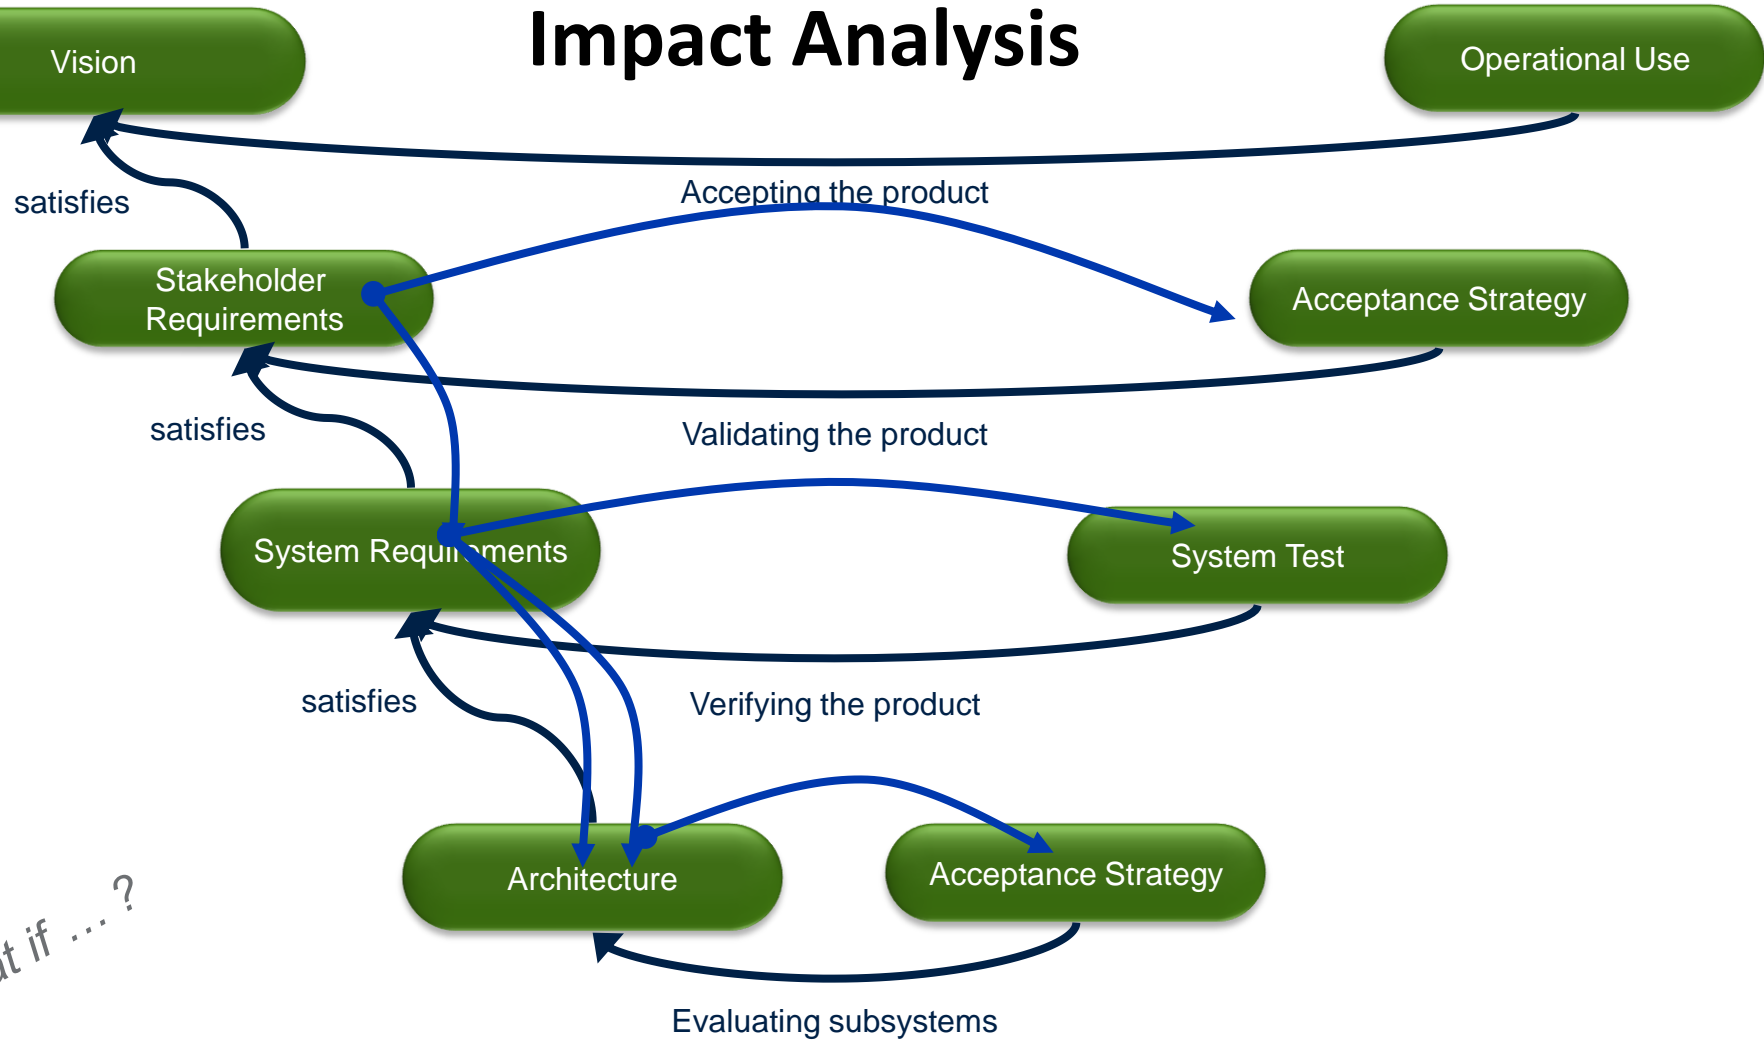 Impact Analysis
Vision
Operational Use
satisfies
Accepting the product
Stakeholder
Requirements
Acceptance Strategy
satisfies
Validating the product
System Requirements
System Test
satisfies
Verifying the product
Architecture
Acceptance Strategy
if … ?
Evaluating subsystems